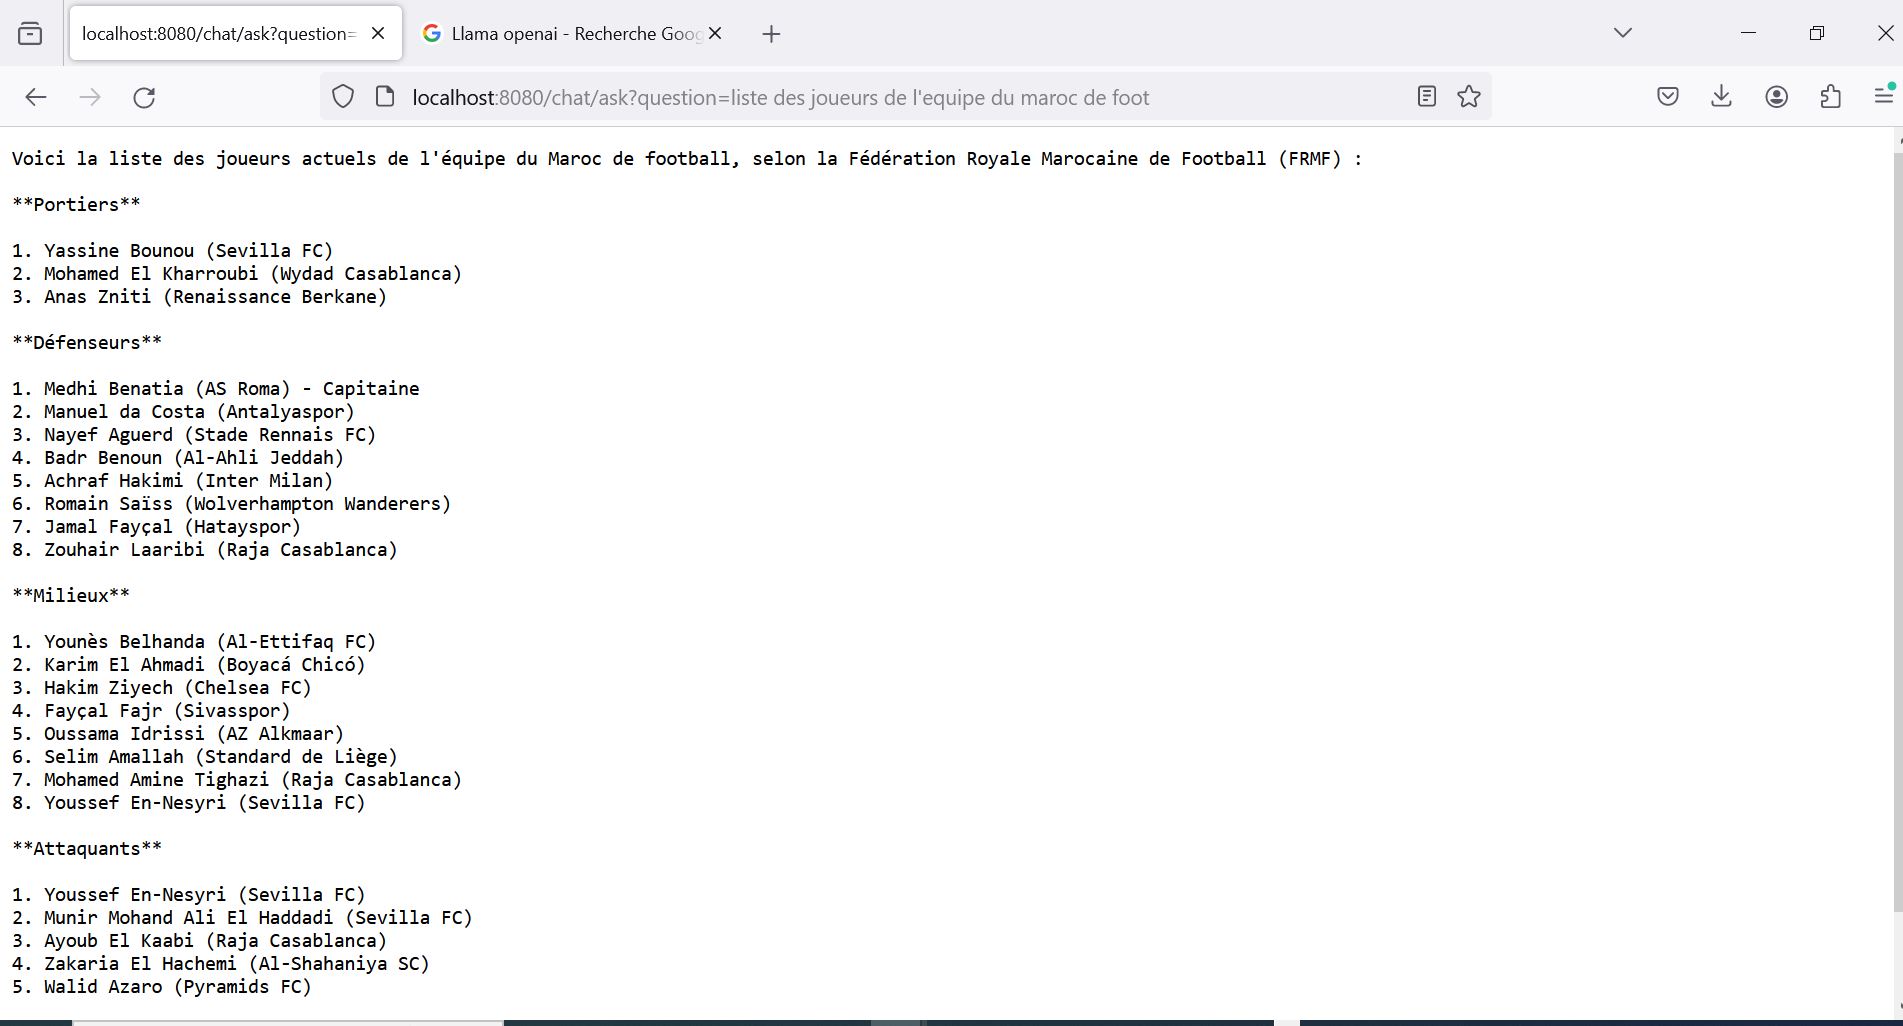 localhost:8080/chat/ask?question=
Llama openai - Recherche Goog
localhost:8080/chat/ask?question=liste des joueurs de l'equipe du maroc de foot
Voici la liste des joueurs actuels de l'équipe du Maroc de football, selon la Fédération Royale Marocaine de Football (FRMF) :
**Portiers**
1. Yassine Bounou (Sevilla FC)
2. Mohamed El Kharroubi (Wydad Casablanca)
3. Anas Zniti (Renaissance Berkane)
**Défenseurs**
1. Medhi Benatia (AS Roma) - Capitaine
2. Manuel da Costa (Antalyaspor)
3. Nayef Aguerd (Stade Rennais FC)
4. Badr Benoun (Al-Ahli Jeddah)
5. Achraf Hakimi (Inter Milan)
6. Romain Saïss (Wolverhampton Wanderers)
7. Jamal Fayçal (Hatayspor)
8. Zouhair Laaribi (Raja Casablanca)
**Milieux**
1. Younès Belhanda (Al-Ettifaq FC)
2. Karim El Ahmadi (Boyacá Chicó)
3. Hakim Ziyech (Chelsea FC)
4. Fayçal Fajr (Sivasspor)
5. Oussama Idrissi (AZ Alkmaar)
6. Selim Amallah (Standard de Liège)
7. Mohamed Amine Tighazi (Raja Casablanca)
8. Youssef En-Nesyri (Sevilla FC)
**Attaquants**
1. Youssef En-Nesyri (Sevilla FC)
2. Munir Mohand Ali El Haddadi (Sevilla FC)
3. Ayoub El Kaabi (Raja Casablanca)
4. Zakaria El Hachemi (Al-Shahaniya SC)
5. Walid Azaro (Pyramids FC)